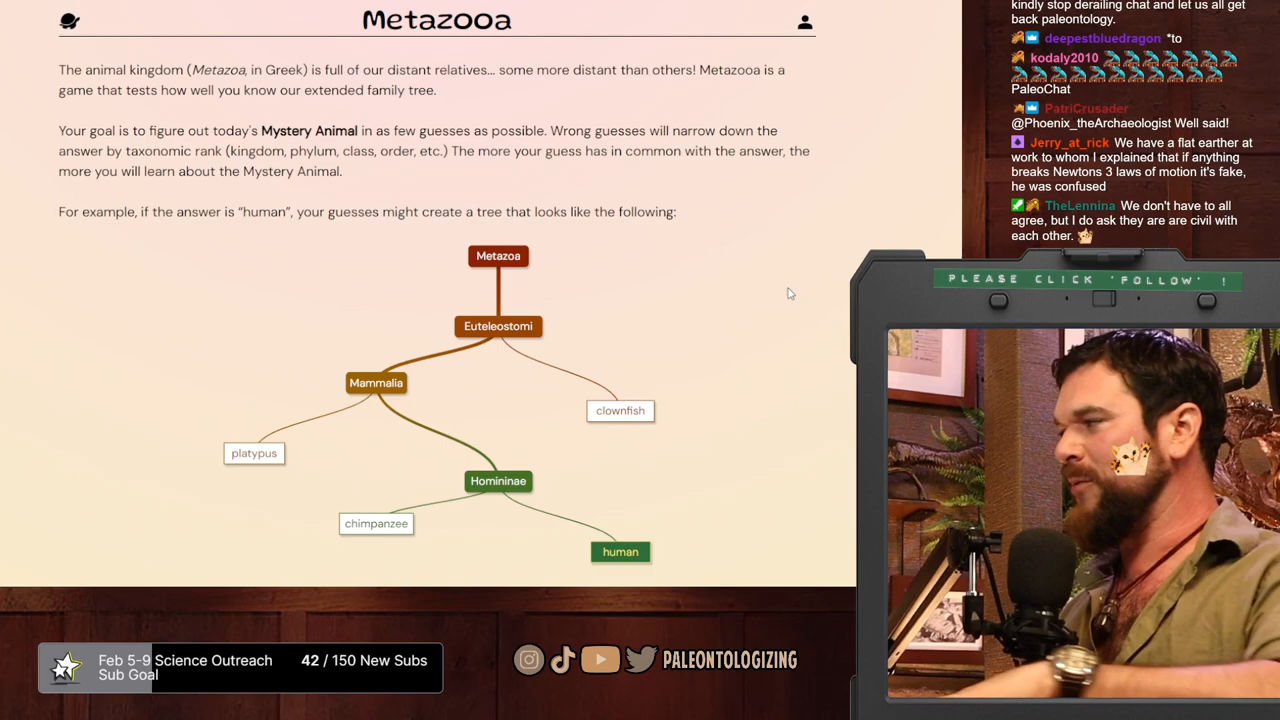 Metazooa
The animal kingdom (Metazoa, in Greek) is full of our distant relatives... some more distant than others! Metazooa is a
game that tests how well you know our extended family tree.
Your goal is to figure out today's Mystery Animal in as few guesses as possible. Wrong guesses will narrow down the
answer by taxonomic rank (kingdom, phylum, class, order, etc.) The more your guess has in common with the answer, the
more you will learn about the Mystery Animal.
For example, if the answer is “human”, your guesses might create a tree that looks like the following:
Metazoa
Euteleostomi
Mammalia
clownfish
platypus
Homininae
chimpanzee
human
kindly stop derailing chat and let us all get
back paleontology.
deepestbluedragon *to
kodaly2010
PaleoChat
PatriCrusader
@Phoenix_theArchaeologist Well said!
Jerry_at_rick We have a flat earther at
work to whom I explained that if anything
breaks Newtons 3 laws of motion it's fake,
he was confused
TheLennina We don't have to all
agree, but I do ask they are are civil with
each other.
PLEASE CLICK 'FOLLOW' !
Feb 5-9 Science Outreach 42 / 150 New Subs
Sub Goal
PALEONTOLOGIZING